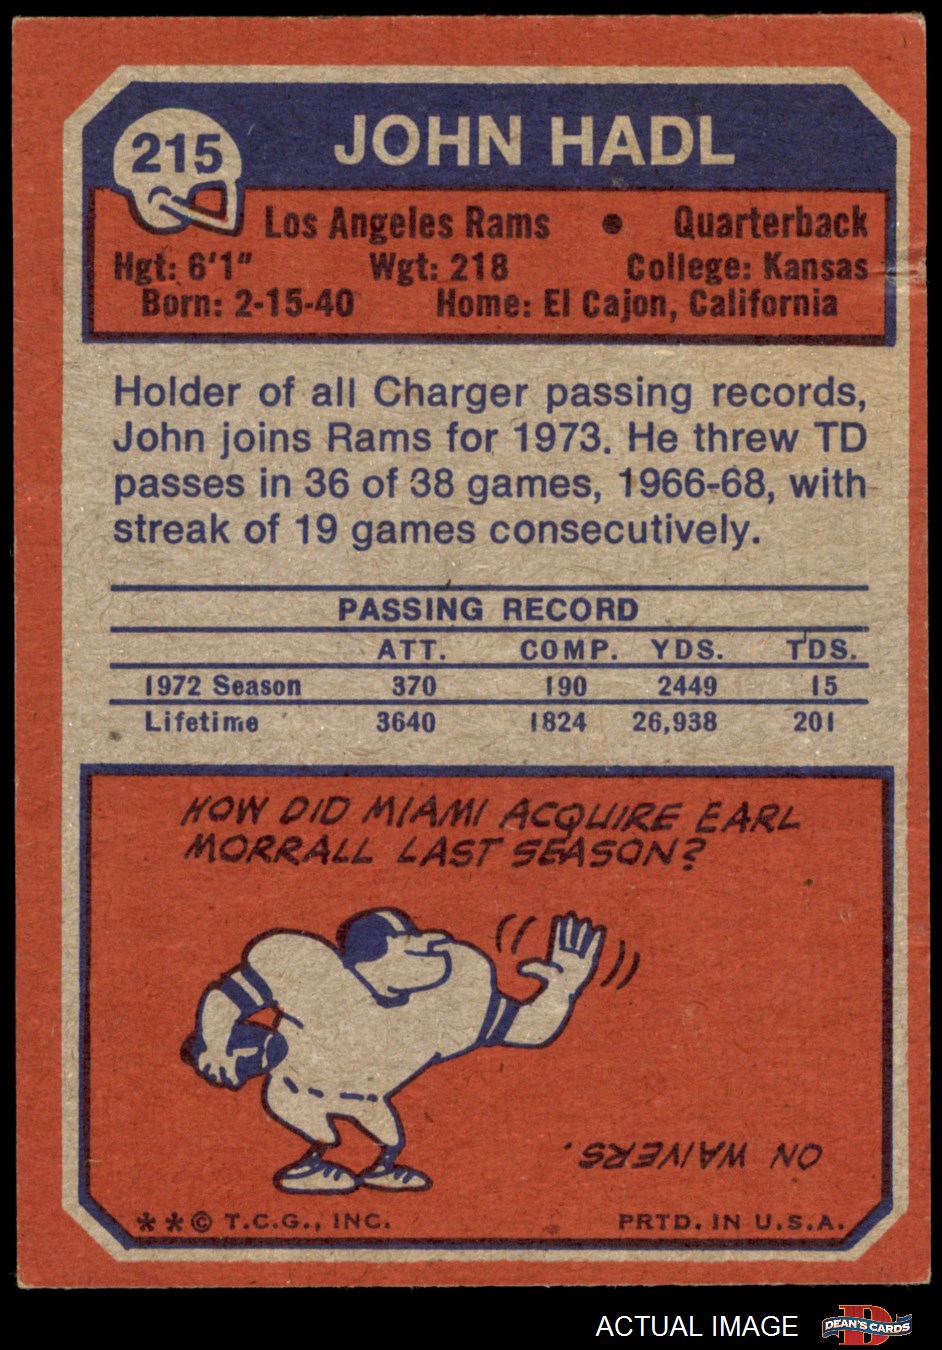 215
JOHN HADL
Los Angeles Rams • Quarterback
Hgt: 6'1" Wgt: 218 College: Kansas
Born: 2-15-40 Home: El Cajon, California
Holder of all Charger passing records,
John joins Rams for 1973. He threw TD
passes in 36 of 38 games, 1966-68, with
streak of 19 games consecutively.
PASSING RECORD
ATT. COMP. YDS. TDS.
1972 Season 370 190 2449 15
Lifetime 3640 1824 26,938 201
HOW DID MIAMI ACQUIRE EARL
MORRALL LAST SEASON?
ON WAIVERS.
**© T.C.G., INC. PRTD. IN U.S.A.
ACTUAL IMAGE
D
DEAN'S CARDS